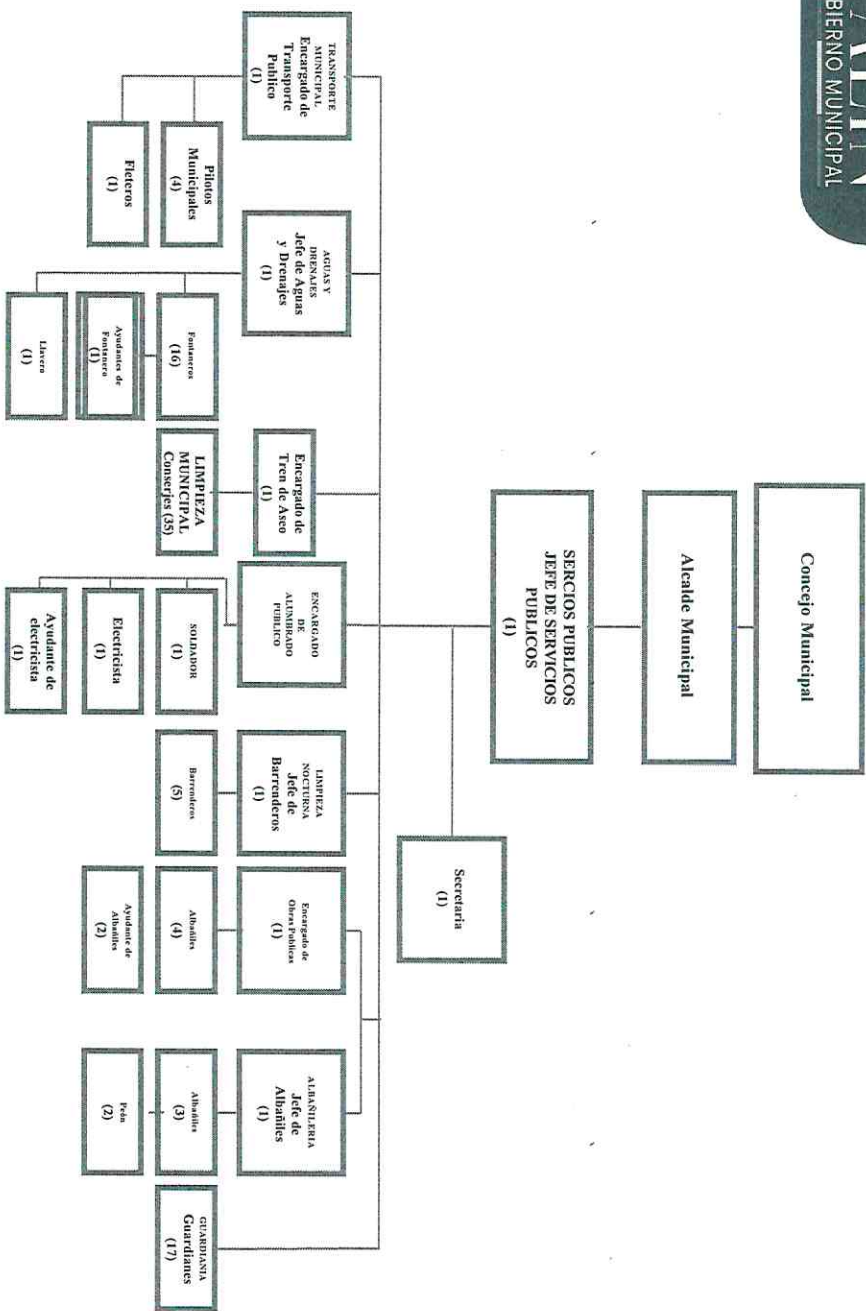 BIERNO MUNICIPAL
Concejo Municipal
Alcalde Municipal
SERCIOS PUBLICOS
JEFE DE SERVICIOS
PUBLICOS
(1)
Secretaria
(1)
TRANSPORTE
MUNICIPAL
Encargado de
Transporte
Publico
(1)
Pilotos
Municipales
(4)
Fleteros
(1)
AGUAS Y
DRENAJES
Jefe de Aguas
y Drenajes
(1)
Fontaneros
(16)
Ayudantes de
Fontanero
(1)
Llavero
(1)
Encargado de
Tren de Aseo
(1)
LIMPIEZA
MUNICIPAL
Conserjes (35)
ENCARGADO
DE
ALUMBRADO
PUBLICO
SOLDADOR
(1)
Electricista
(1)
Ayudante de
electricista
(1)
LIMPIEZA
NOCTURNA
Jefe de
Barrenderos
(1)
Barrenderos
(5)
Encargado de
Obras Publicas
(1)
Albañiles
(4)
Ayudante de
Albañiles
(2)
ALBAÑILERIA
Jefe de
Albañiles
(1)
Albañiles
(3)
Peón
(2)
GUARDIANIA
Guardianes
(17)